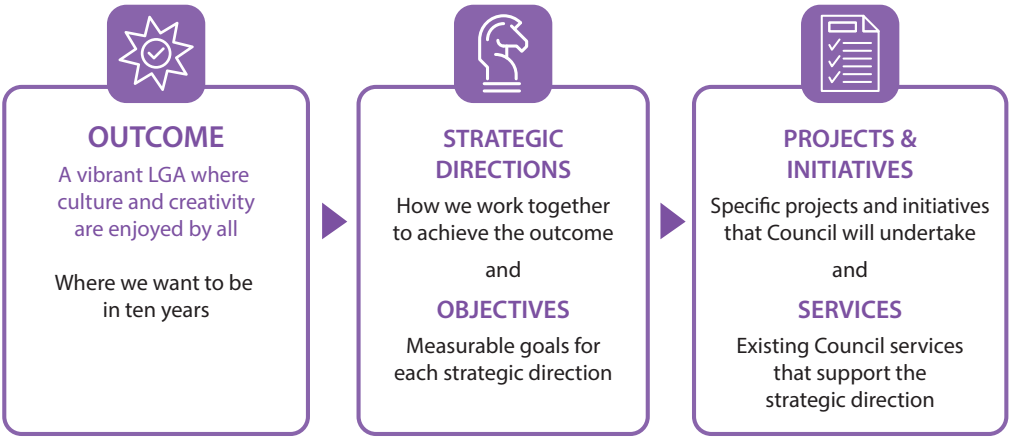 OUTCOME
A vibrant LGA where
culture and creativity
are enjoyed by all
Where we want to be
in ten years
STRATEGIC
DIRECTIONS
How we work together
to achieve the outcome
and
OBJECTIVES
Measurable goals for
each strategic direction
PROJECTS &
INITIATIVES
Specific projects and initiatives
that Council will undertake
and
SERVICES
Existing Council services
that support the
strategic direction